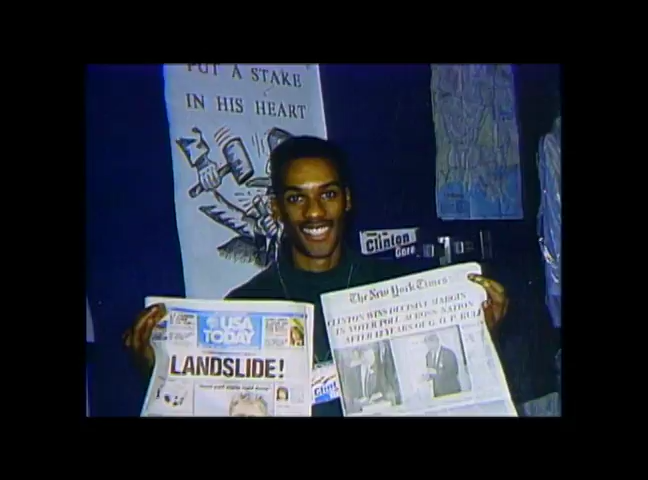 PUT A STAKE
IN HIS HEART
Clinton
Gore
USA
TODAY
LANDSLIDE!
The New York Times
CLINTON WINS DECISIVE MARGIN
IN VOTER POLL ACROSS NATION
AFTER 12 YEARS OF G.O.P. RULE